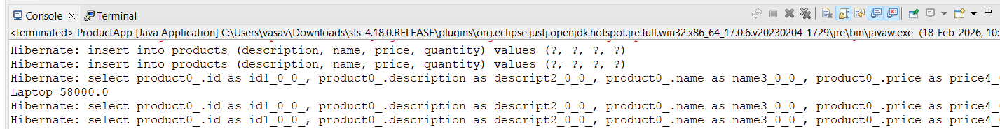 Console Terminal
<terminated> ProductApp [Java Application] C:\Users\vasav\Downloads\sts-4.18.0.RELEASE\plugins\org.eclipse.justj.openjdk.hotspot.jre.full.win32.x86_64_17.0.6.v20230204-1729\jre\bin\javaw.exe (18-Feb-2026, 10:
Hibernate: insert into products (description, name, price, quantity) values (?, ?, ?, ?)
Hibernate: insert into products (description, name, price, quantity) values (?, ?, ?, ?)
Hibernate: select product0_.id as id1_0_0_, product0_.description as descript2_0_0_, product0_.name as name3_0_0_, product0_.price as price4_
Laptop 58000.0
Hibernate: select product0_.id as id1_0_0_, product0_.description as descript2_0_0_, product0_.name as name3_0_0_, product0_.price as price4_
Hibernate: select product0_.id as id1_0_0_, product0_.description as descript2_0_0_, product0_.name as name3_0_0_, product0_.price as price4_